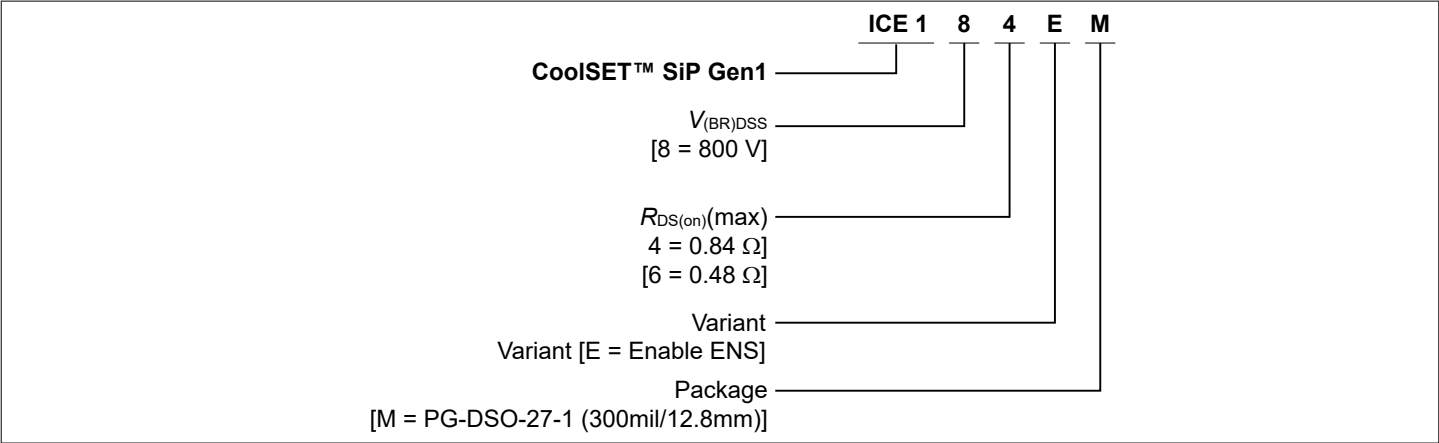 ICE 1 8 4 E M
CoolSET™ SiP Gen1
V(BR)DSS
[8 = 800 V]
RDS(on)(max)
4 = 0.84 Ω]
[6 = 0.48 Ω]
Variant
Variant [E = Enable ENS]
Package
[M = PG-DSO-27-1 (300mil/12.8mm)]